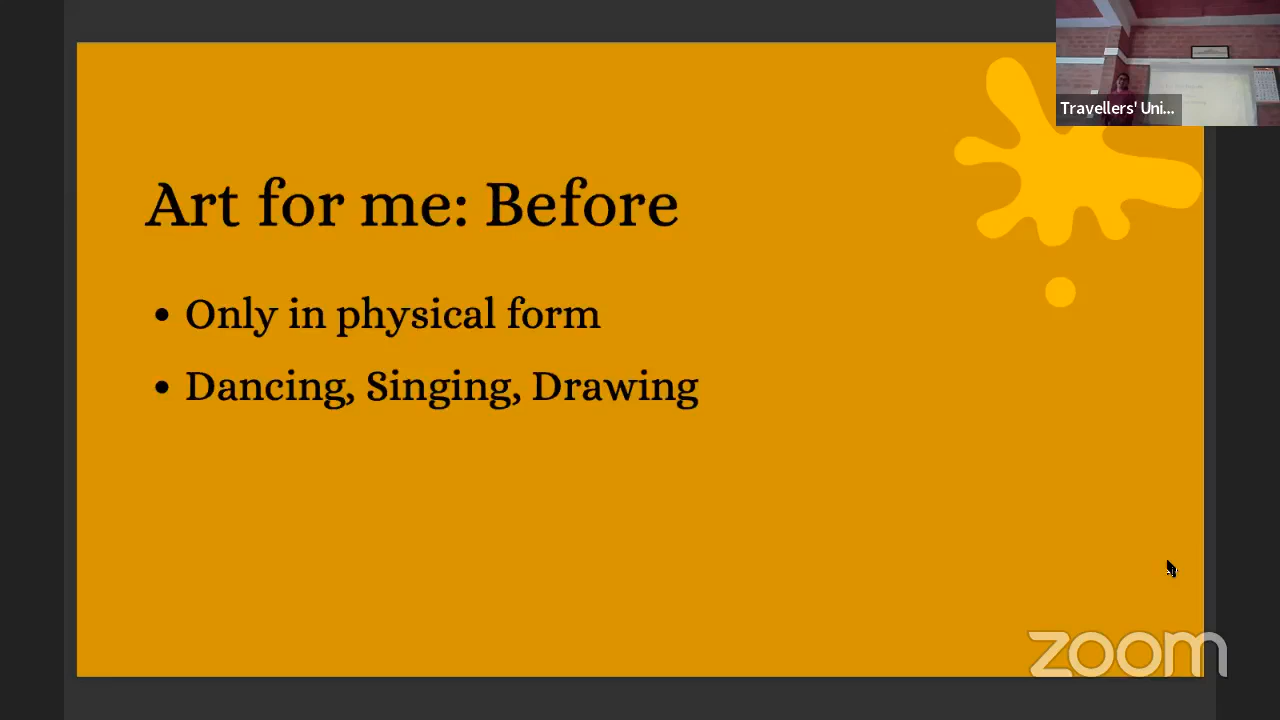 Travellers' Uni...
Art for me: Before
• Only in physical form
• Dancing, Singing, Drawing
zoom